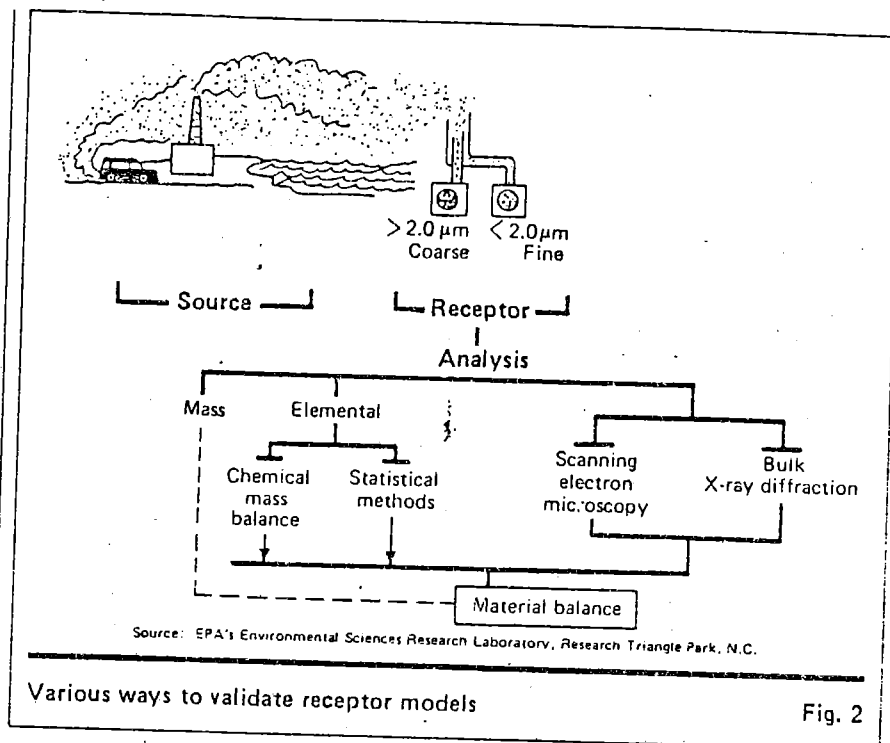 >2.0 μm <2.0 μm
Coarse Fine
Source Receptor
Analysis
Mass Elemental
Chemical
mass
balance
Statistical
methods
Scanning
electron
microscopy
Bulk
X-ray diffraction
Material balance
Source: EPA's Environmental Sciences Research Laboratory, Research Triangle Park, N.C.
Various ways to validate receptor models Fig. 2